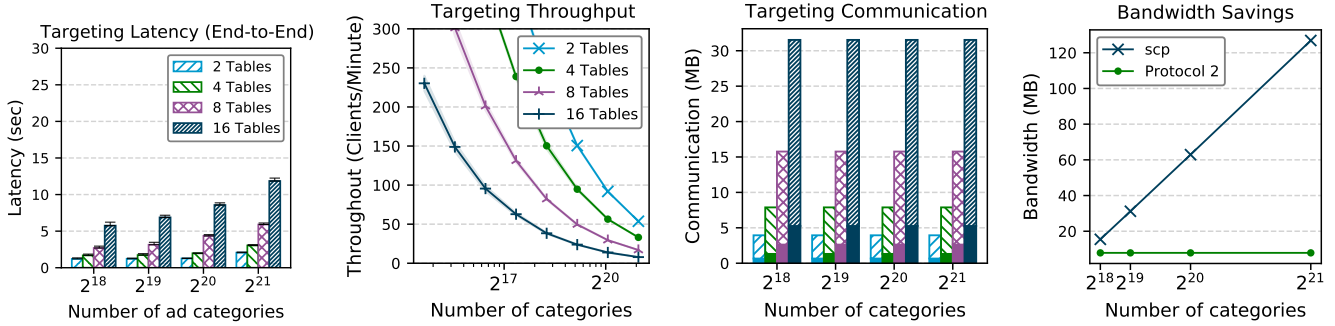 Targeting Latency (End-to-End)
Latency (sec)
30
25
20
15
10
5
0
2 Tables
4 Tables
8 Tables
16 Tables
2^18
2^19
2^20
2^21
Number of ad categories
Targeting Throughput
Throughout (Clients/Minute)
300
250
200
150
100
50
0
2 Tables
4 Tables
8 Tables
16 Tables
2^17
2^20
Number of categories
Targeting Communication
Communication (MB)
30
25
20
15
10
5
0
2^18
2^19
2^20
2^21
Number of categories
Bandwidth Savings
Bandwidth (MB)
120
100
80
60
40
20
scp
Protocol 2
2^18
2^19
2^20
2^21
Number of categories